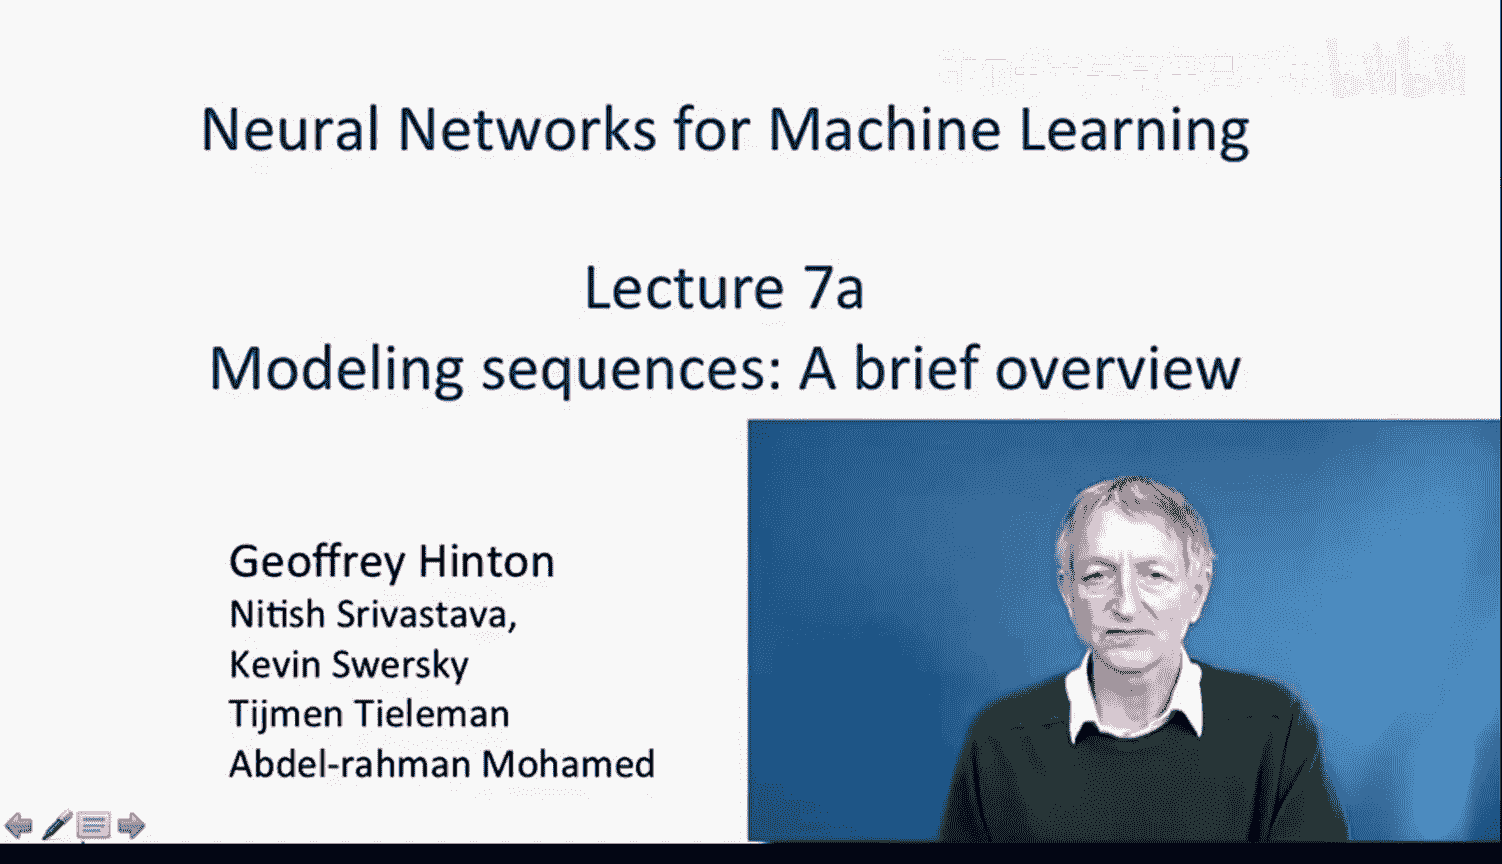 Neural Networks for Machine Learning
Lecture 7a
Modeling sequences: A brief overview
Geoffrey Hinton
Nitish Srivastava,
Kevin Swersky
Tijmen Tieleman
Abdel-rahman Mohamed